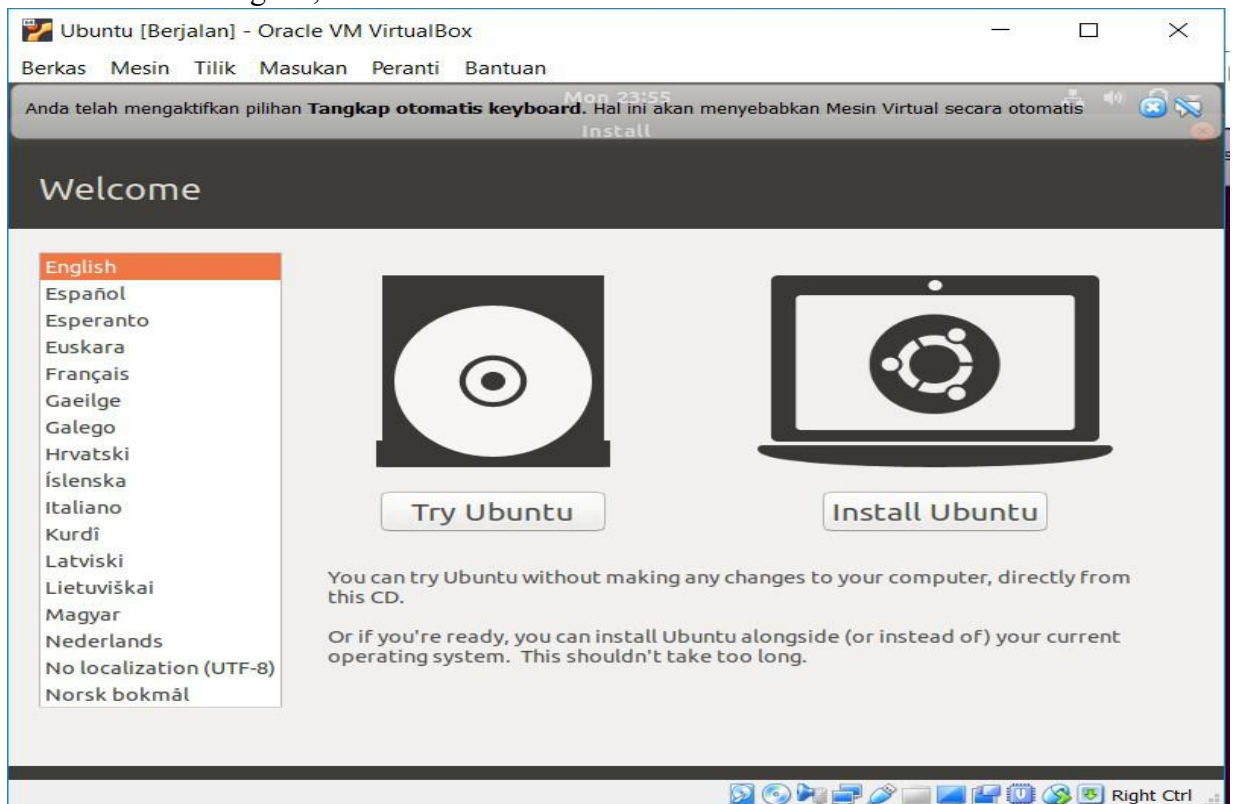 Ubuntu [Berjalan] - Oracle VM VirtualBox
Berkas Mesin Tilik Masukan Peranti Bantuan
Mon 23:55
Anda telah mengaktifkan pilihan Tangkap otomatis keyboard. Hal ini akan menyebabkan Mesin Virtual secara otomatis
Install
Welcome
English
Español
Esperanto
Euskara
Français
Gaeilge
Galego
Hrvatski
Íslenska
Italiano
Kurdî
Latviski
Lietuviškai
Magyar
Nederlands
No localization (UTF-8)
Norsk bokmål
Try Ubuntu
Install Ubuntu
You can try Ubuntu without making any changes to your computer, directly from
this CD.
Or if you're ready, you can install Ubuntu alongside (or instead of) your current
operating system. This shouldn't take too long.
Right Ctrl